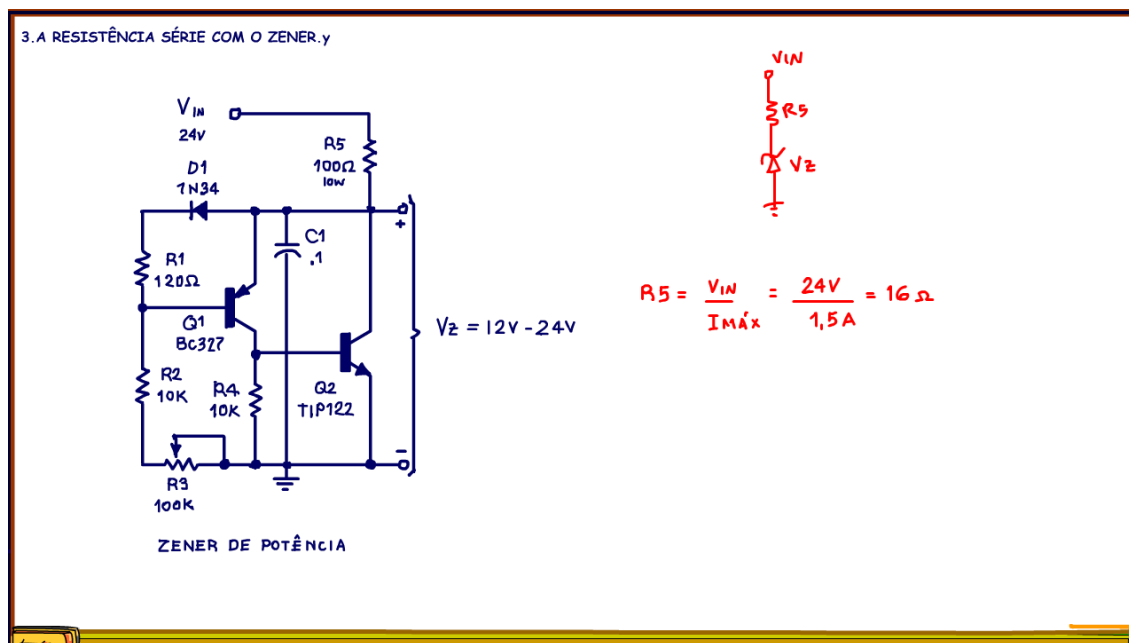 3.A RESISTÊNCIA SÉRIE COM O ZENER.y
VIN
24V
R5
100Ω
10W
D1
1N34
+
C1
.1
R1
120Ω
Q1
BC327
VZ = 12V - 24V
R2
10K
R4
10K
Q2
TIP122
−
R3
100K
ZENER DE POTÊNCIA
VIN
R5
VZ
R5 = VIN / IMÁX = 24V / 1,5A = 16 Ω